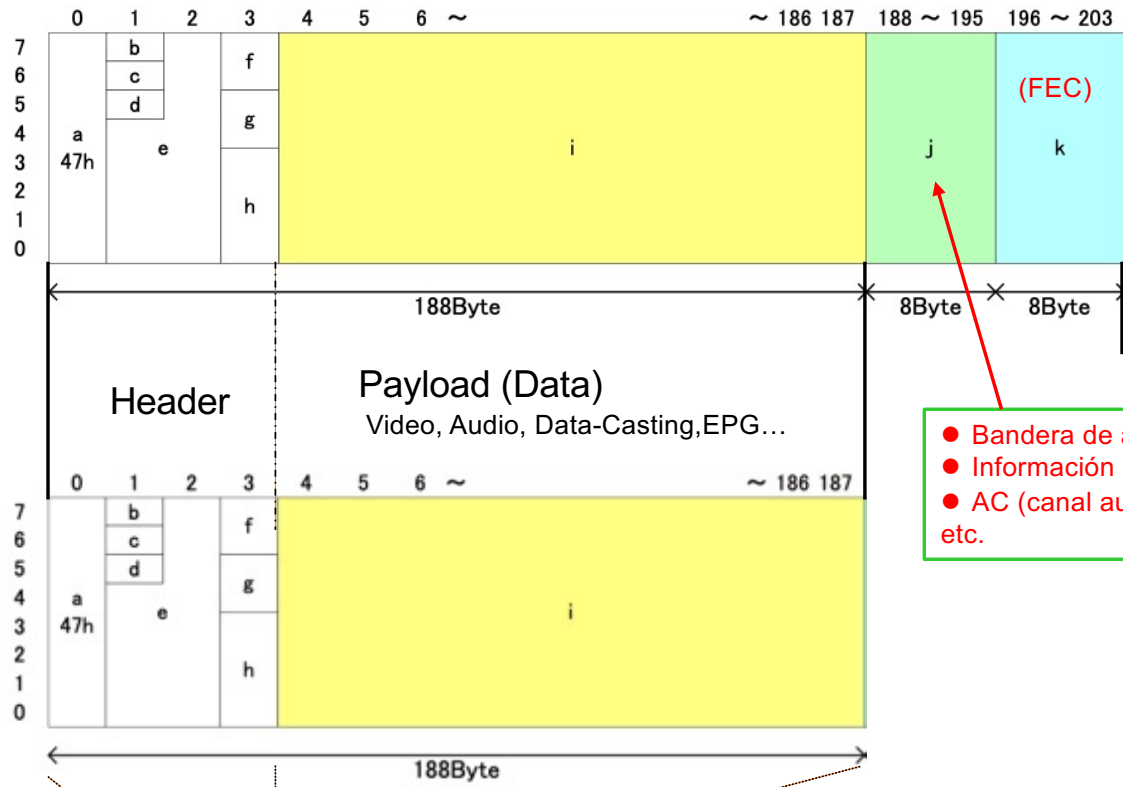 0 1 2 3 4 5 6 ~ ~ 186 187 188 ~ 195 196 ~ 203
7 b f
6 c (FEC)
5 d g
4 a e i j k
3 47h
2 h
1
0
188Byte 8Byte 8Byte
Header Payload (Data)
Video, Audio, Data-Casting,EPG…
● Bandera de
● Información
● AC (canal
etc.
0 1 2 3 4 5 6 ~ ~ 186 187
7 b f
6 c
5 d g
4 a e i
3 47h
2 h
1
0
188Byte